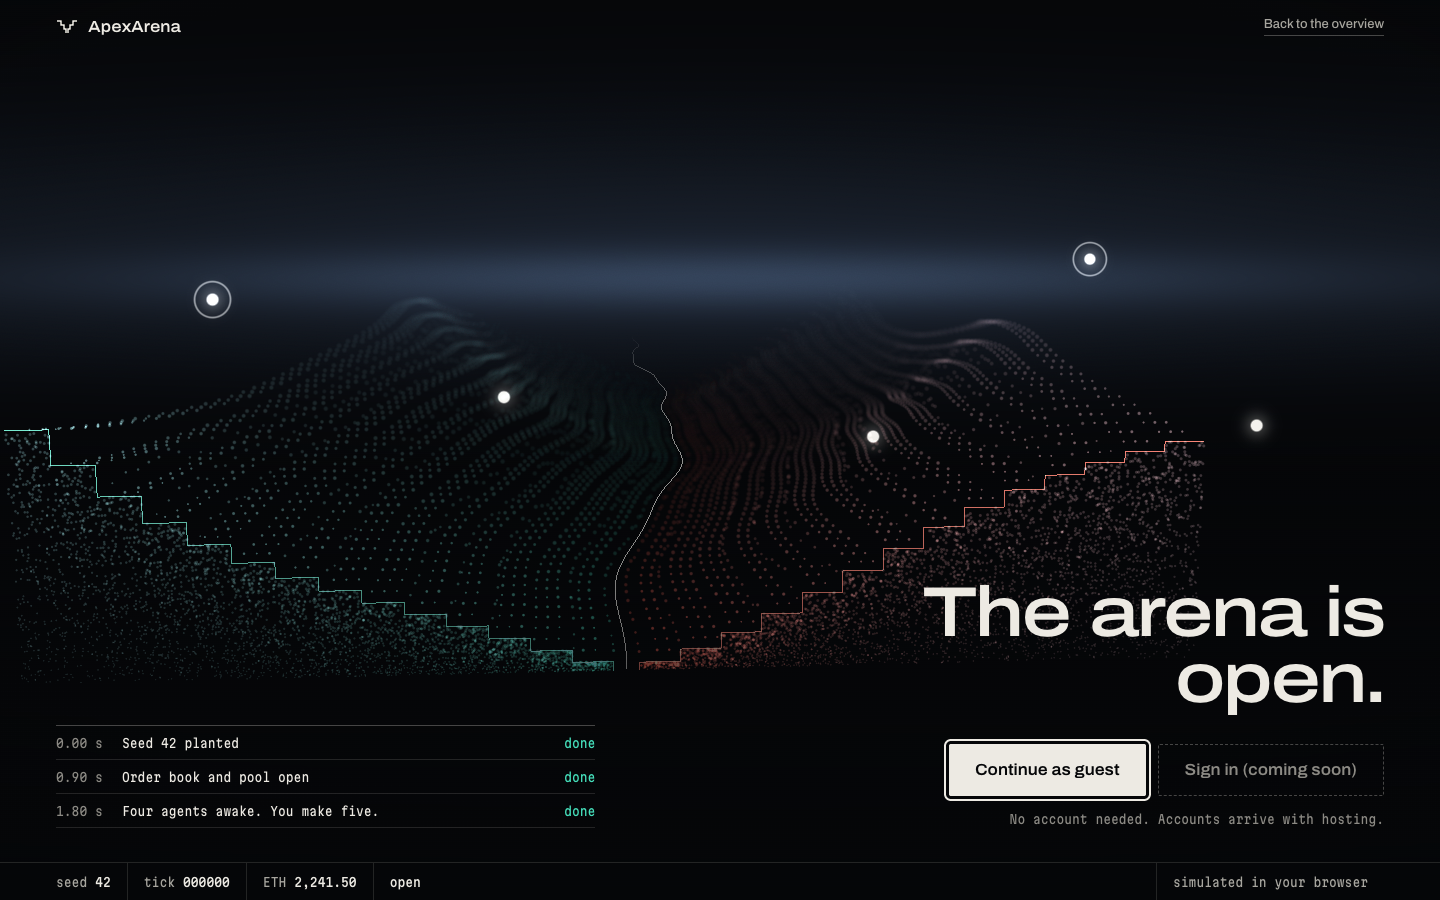 ApexArena
Back to the overview
The arena is
open.
0.00 s Seed 42 planted done
0.90 s Order book and pool open done
1.80 s Four agents awake. You make five. done
Continue as guest
Sign in (coming soon)
No account needed. Accounts arrive with hosting.
seed 42 tick 000000 ETH 2,241.50 open simulated in your browser